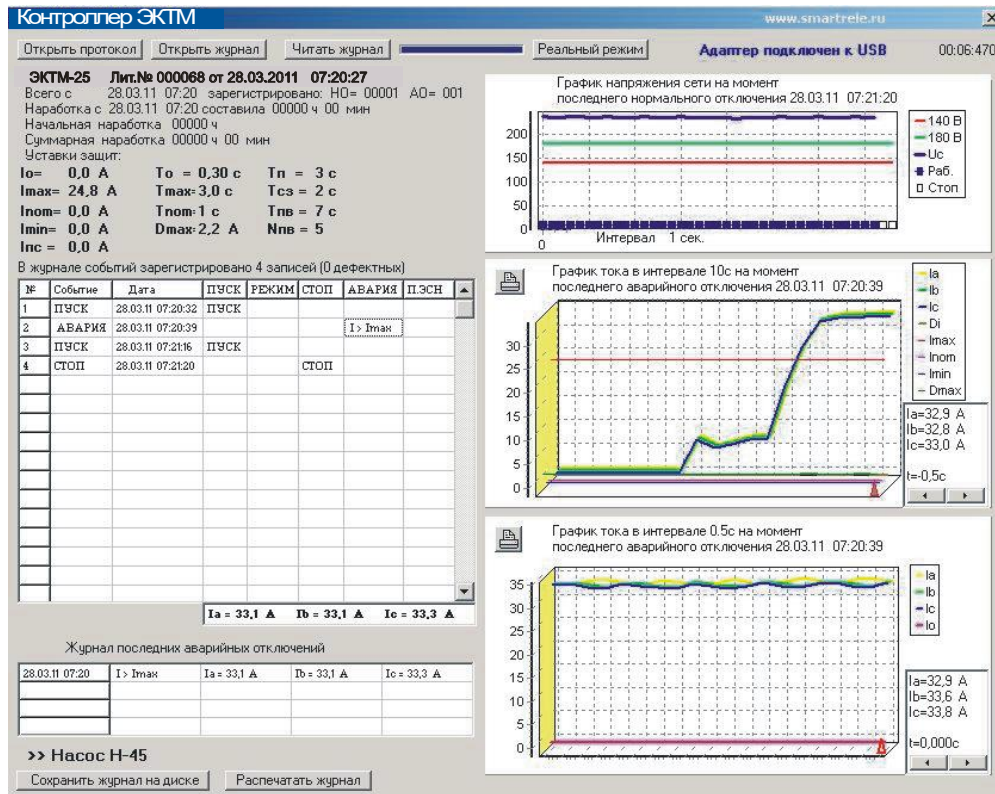 Контроллер ЭКТМ
www.smartrele.ru
Открыть протокол Открыть журнал Читать журнал Реальный режим Адаптер подключен к USB 00:06:470
ЭКТМ-25 Лит.№ 000068 от 28.03.2011 07:20:27
Всего с 28.03.11 07:20 зарегистрировано: НО= 00001 АО= 001
Наработка с 28.03.11 07:20 составила 00000 ч 00 мин
Начальная наработка 00000 ч
Суммарная наработка 00000 ч 00 мин
Уставки защит:
Io= 0,0 А To = 0,30 с Тп = 3 с
Imax= 24,8 А Tmax=3,0 с Тсз = 2 с
Inom= 0,0 А Tnom=1 с Тпв = 7 с
Imin= 0,0 А Dmax=2,2 А Nпв = 5
Inc = 0,0 А
В журнале событий зарегистрировано 4 записей (0 дефектных)
№ Событие Дата ПУСК РЕЖИМ СТОП АВАРИЯ П.ЭСН
1 ПУСК 28.03.11 07:20:32 ПУСК
2 АВАРИЯ 28.03.11 07:20:39 I> Imax
3 ПУСК 28.03.11 07:21:16 ПУСК
4 СТОП 28.03.11 07:21:20 СТОП
Ia = 33,1 А Ib = 33,1 А Ic = 33,3 А
Журнал последних аварийных отключений
28.03.11 07:20 I> Imax Ia = 33,1 А Ib = 33,1 А Ic = 33,3 А
>> Насос Н-45
Сохранить журнал на диске Распечатать журнал
График напряжения сети на момент
последнего нормального отключения 28.03.11 07:21:20
200
150
100
50
0
0
Интервал 1 сек.
140 В
180 В
Uc
Раб.
Стоп
График тока в интервале 10с на момент
последнего аварийного отключения 28.03.11 07:20:39
30
25
20
15
10
5
0
Ia
Ib
Ic
Di
Imax
Inom
Imin
Dmax
Ia=32,9 А
Ib=32,8 А
Ic=33,0 А
t=-0,5с
График тока в интервале 0.5с на момент
последнего аварийного отключения 28.03.11 07:20:39
35
30
25
20
15
10
5
0
Ia
Ib
Ic
Io
Ia=32,9 А
Ib=33,6 А
Ic=33,8 А
t=0,000с